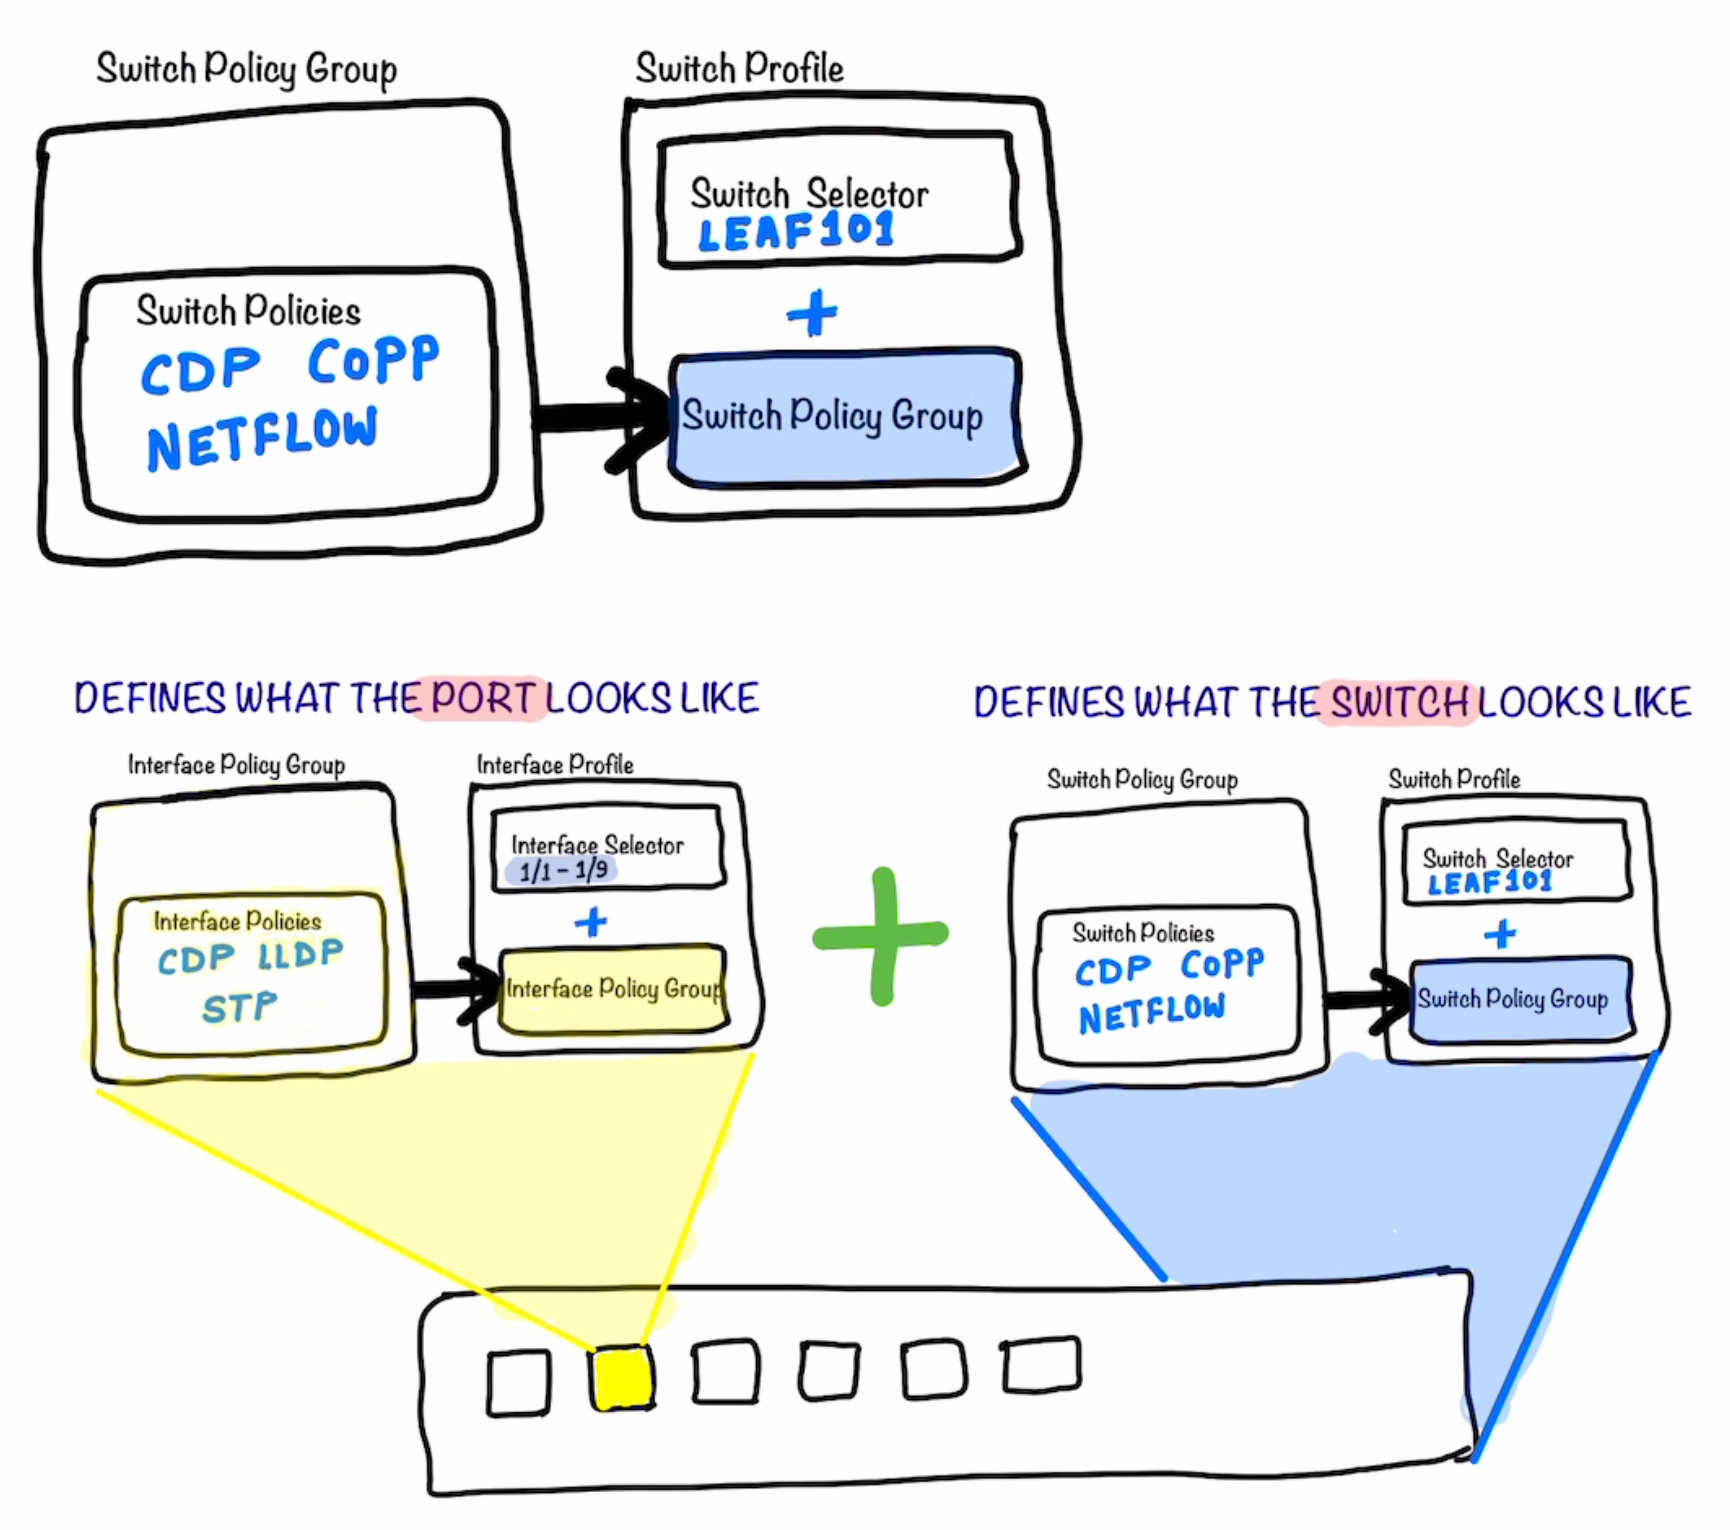 Switch Policy Group
Switch Policies
CDP CoPP
NETFLOW
Switch Profile
Switch Selector
LEAF101
+
Switch Policy Group
DEFINES WHAT THE PORT LOOKS LIKE
Interface Policy Group
Interface Policies
CDP LLDP
STP
Interface Profile
Interface Selector
1/1 - 1/9
+
Interface Policy Group
+
DEFINES WHAT THE SWITCH LOOKS LIKE
Switch Policy Group
Switch Policies
CDP CoPP
NETFLOW
Switch Profile
Switch Selector
LEAF101
+
Switch Policy Group